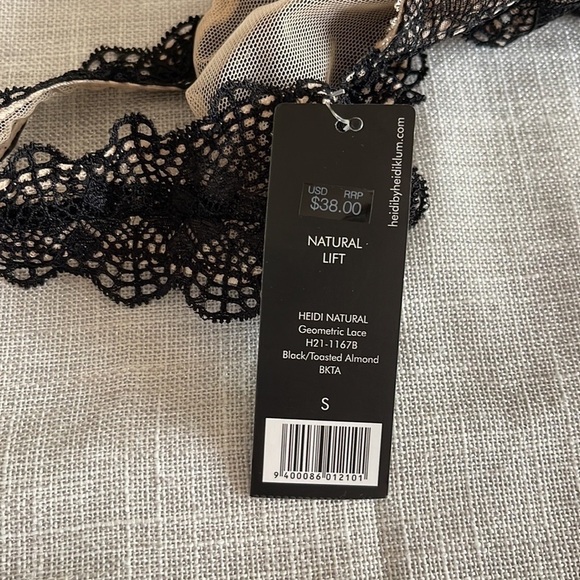 USD RRP
$38.00
NATURAL
LIFT
HEIDI NATURAL
Geometric Lace
H21-1167B
Black/Toasted Almond
BKTA
S
9 400086 012101
heidibyheidiklum.com